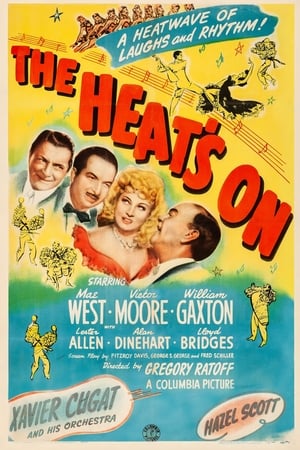 A HEATWAVE OF
LAUGHS and RHYTHM!
THE HEAT'S ON
STARRING
Mae Victor William
WEST · MOORE · GAXTON
WITH
Lester Alan Lloyd
ALLEN · DINEHART · BRIDGES
Screen Play by FITZROY DAVIS, GEORGE S. GEORGE and FRED SCHILLER
Directed by GREGORY RATOFF
A COLUMBIA PICTURE
XAVIER CUGAT
AND HIS ORCHESTRA
HAZEL SCOTT